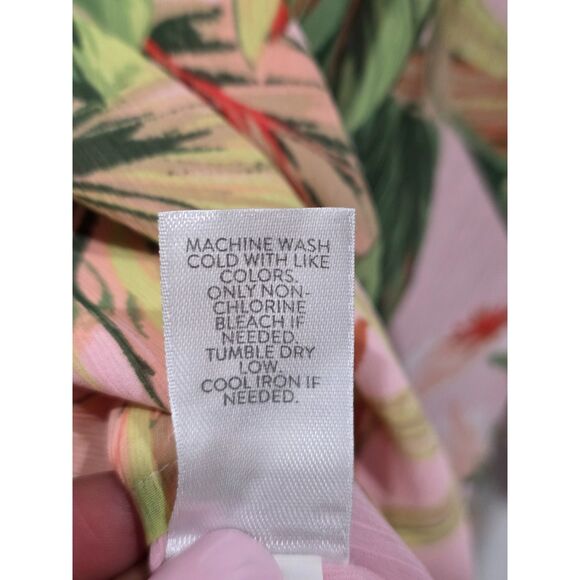 MACHINE WASH
COLD WITH LIKE
COLORS.
ONLY NON-
CHLORINE
BLEACH IF
NEEDED.
TUMBLE DRY
LOW.
COOL IRON IF
NEEDED.